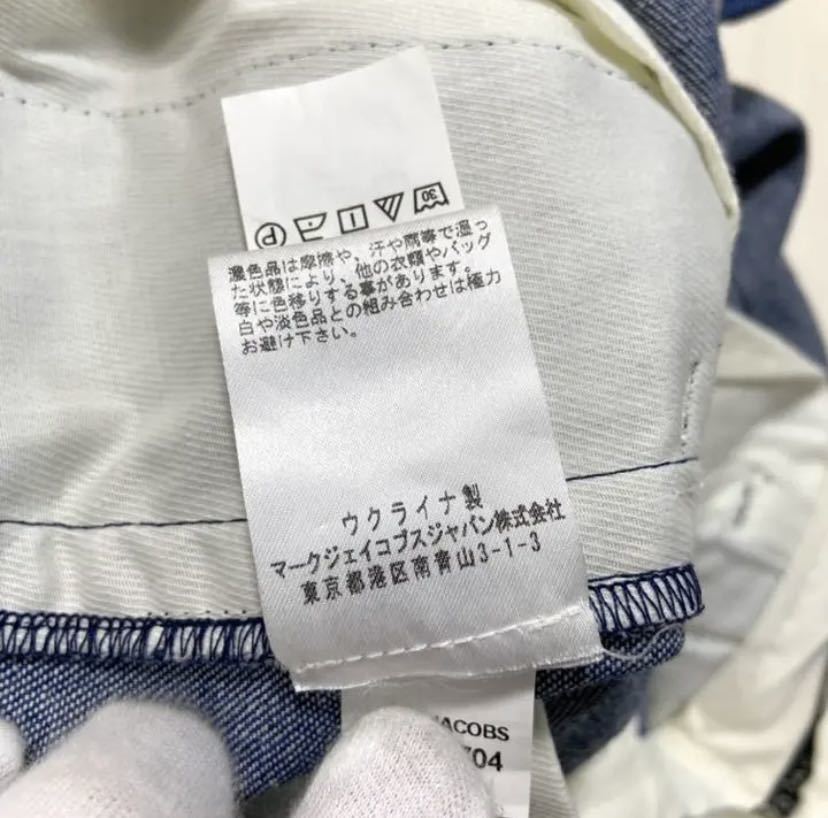 30
P
濃色品は摩擦や、汗や雨等で湿っ
た状態により、他の衣類やバッグ
等に色移りする事があります。極力
白や淡色品との組み合わせは
お避け下さい。
ウクライナ製
マークジェイコブスジャパン株式会社
東京都港区南青山3-1-3
JACOBS
704